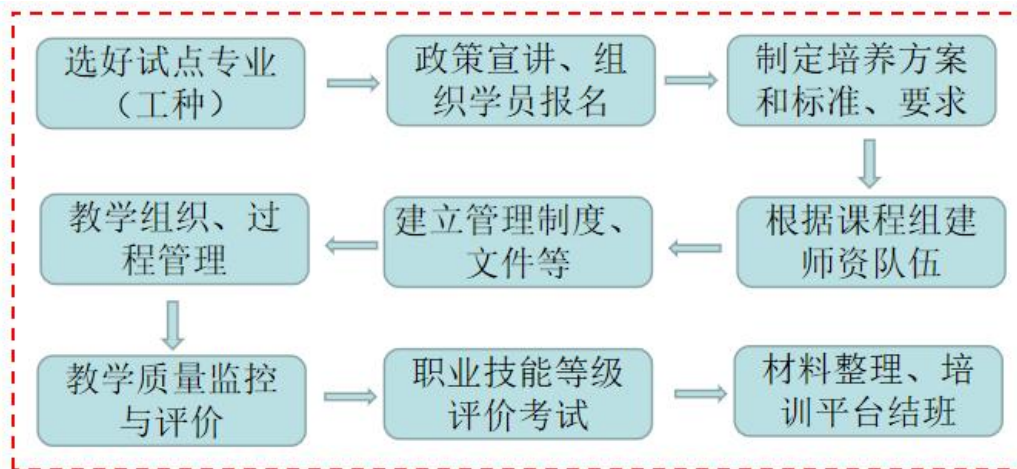 选好试点专业
（工种）
政策宣讲、组
织学员报名
制定培养方案
和标准、要求
教学组织、过
程管理
建立管理制度、
文件等
根据课程组建
师资队伍
教学质量监控
与评价
职业技能等级
评价考试
材料整理、培
训平台结班